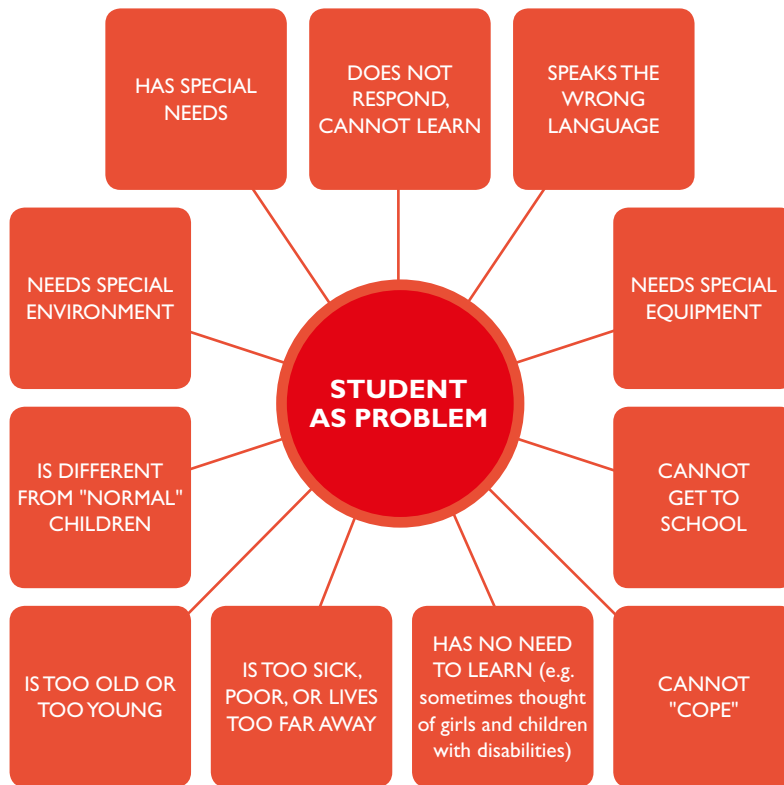 HAS SPECIAL
NEEDS
DOES NOT
RESPOND,
CANNOT LEARN
SPEAKS THE
WRONG
LANGUAGE
NEEDS SPECIAL
ENVIRONMENT
NEEDS SPECIAL
EQUIPMENT
STUDENT
AS PROBLEM
IS DIFFERENT
FROM "NORMAL"
CHILDREN
CANNOT
GET TO
SCHOOL
IS TOO OLD OR
TOO YOUNG
IS TOO SICK,
POOR, OR LIVES
TOO FAR AWAY
HAS NO NEED
TO LEARN (e.g.
sometimes thought
of girls and children
with disabilities)
CANNOT
"COPE"